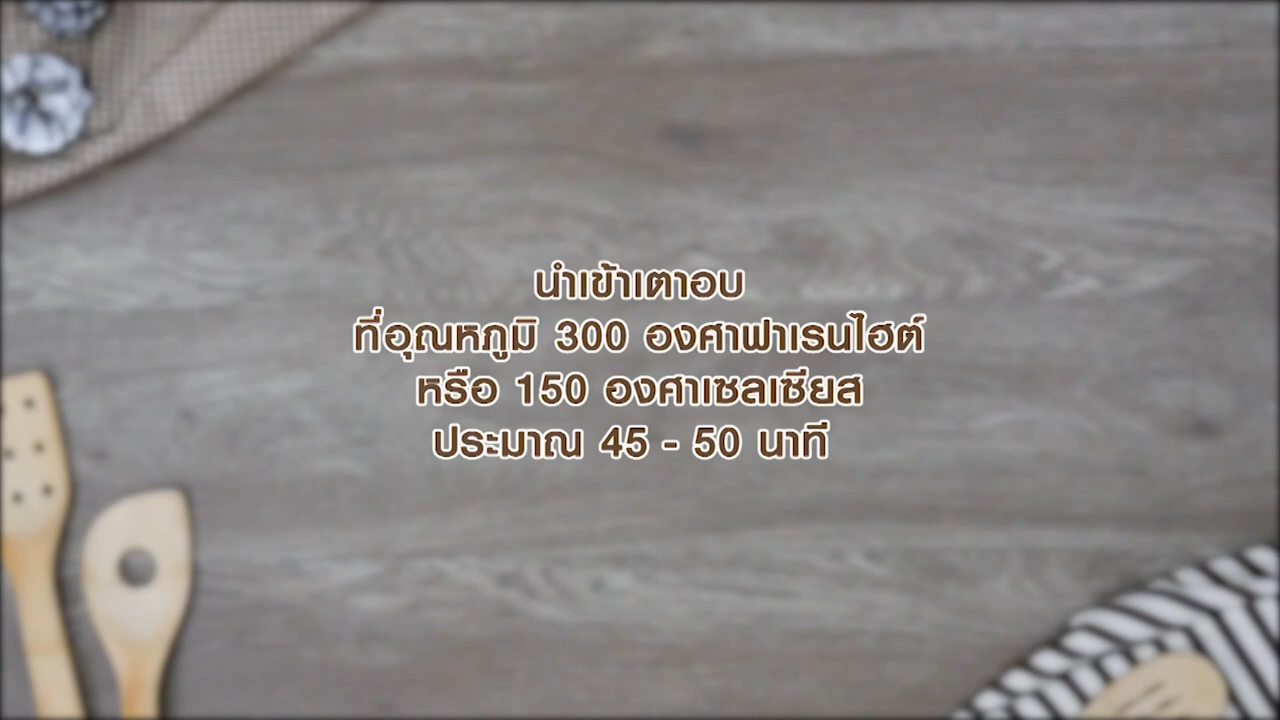 นำเข้าเตาอบ
ที่อุณหภูมิ 300 องศาฟาเรนไฮต์
หรือ 150 องศาเซลเซียส
ประมาณ 45 - 50 นาที